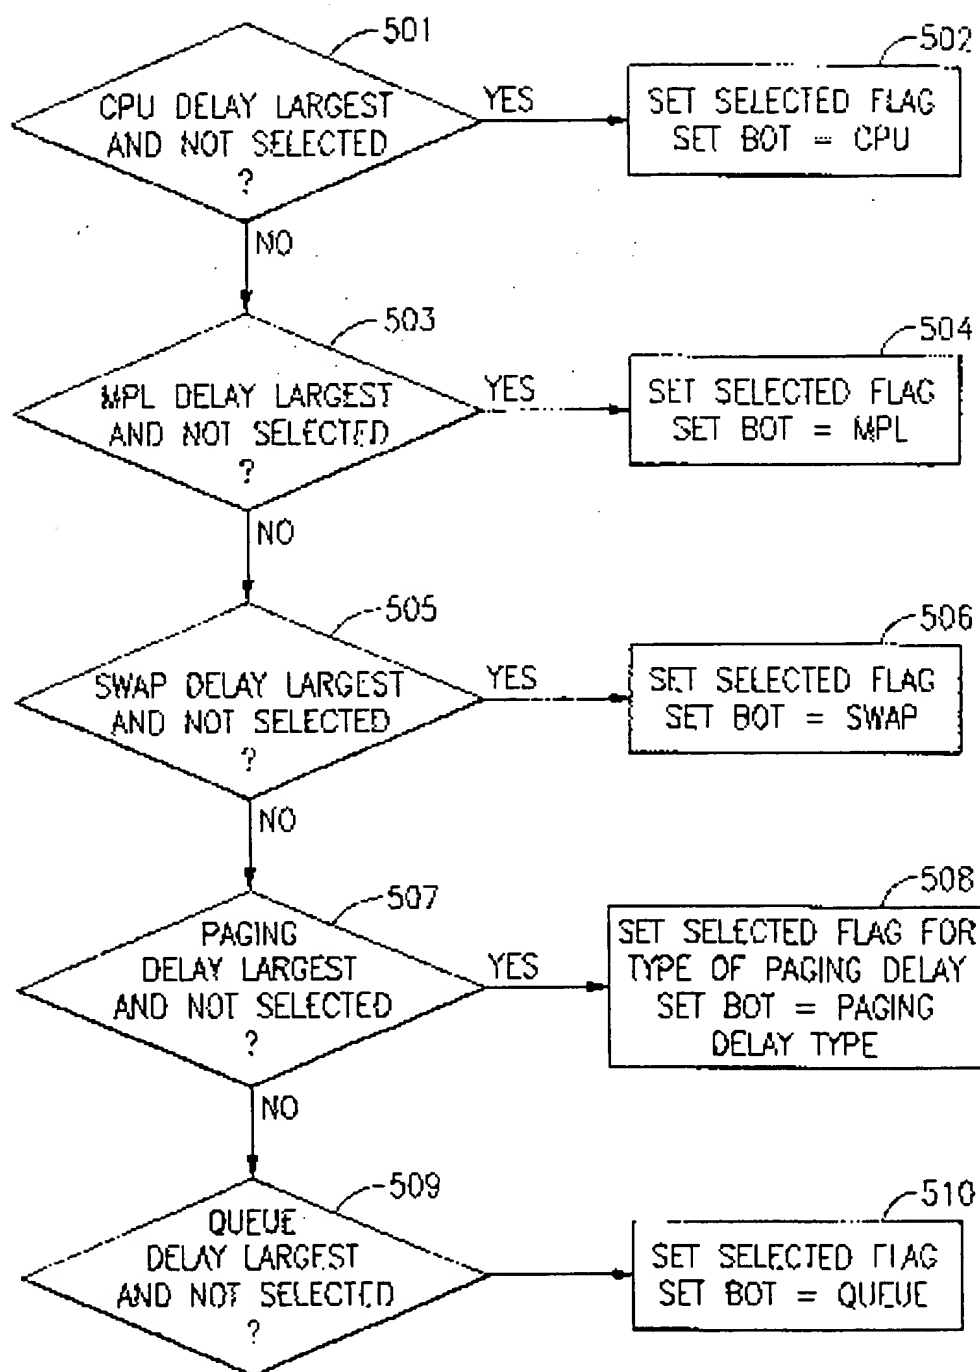 501
CPU DELAY LARGEST
AND NOT SELECTED
?
YES
502
SET SELECTED FLAG
SET BOT = CPU
NO
503
MPL DELAY LARGEST
AND NOT SELECTED
?
YES
504
SET SELECTED FLAG
SET BOT = MPL
NO
505
SWAP DELAY LARGEST
AND NOT SELECTED
?
YES
506
SET SELECTED FLAG
SET BOT = SWAP
NO
507
PAGING
DELAY LARGEST
AND NOT SELECTED
?
YES
508
SET SELECTED FLAG FOR
TYPE OF PAGING DELAY
SET BOT = PAGING
DELAY TYPE
NO
509
QUEUE
DELAY LARGEST
AND NOT SELECTED
?
510
SET SELECTED FLAG
SET BOT = QUEUE